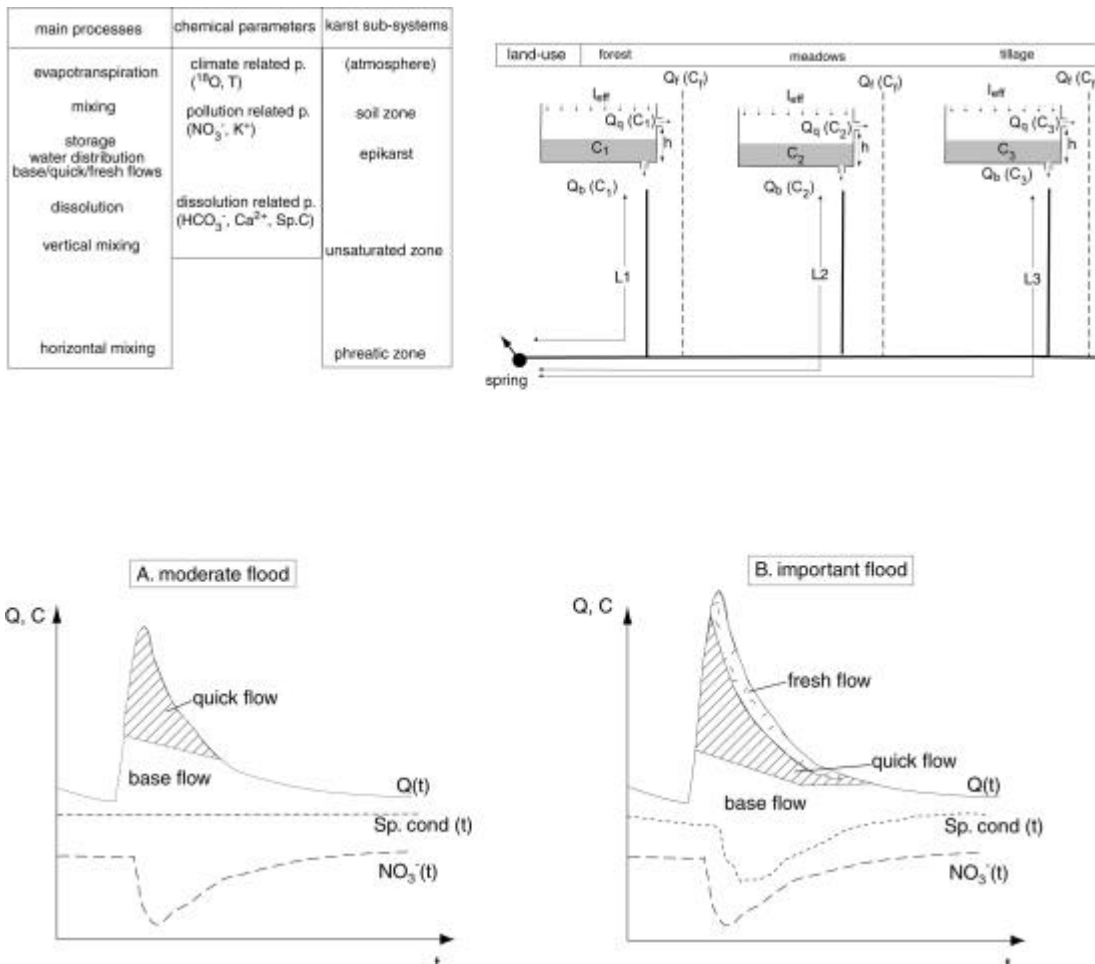 main processes
chemical parameters
karst sub-systems
evapotranspiration
climate related p.
(¹⁸O, T)
(atmosphere)
mixing
pollution related p.
(NO₃⁻, K⁺)
soil zone
storage
water distribution
base/quick/fresh flows
epikarst
dissolution
dissolution related p.
(HCO₃⁻, Ca²⁺, Sp.C)
vertical mixing
unsaturated zone
horizontal mixing
phreatic zone
land-use
forest
meadows
tillage
Qf (Cf)
Qf (Cf)
Qf (Cf)
Ieff
Ieff
Ieff
Qq (C1)
Qq (C2)
Qq (C3)
h
h
h
C1
C2
C3
Qb (C1)
Qb (C2)
Qb (C3)
L1
L2
L3
spring
A. moderate flood
Q, C
quick flow
base flow
Q(t)
Sp. cond (t)
NO₃⁻(t)
t
B. important flood
Q, C
fresh flow
quick flow
base flow
Q(t)
Sp. cond (t)
NO₃⁻(t)
t